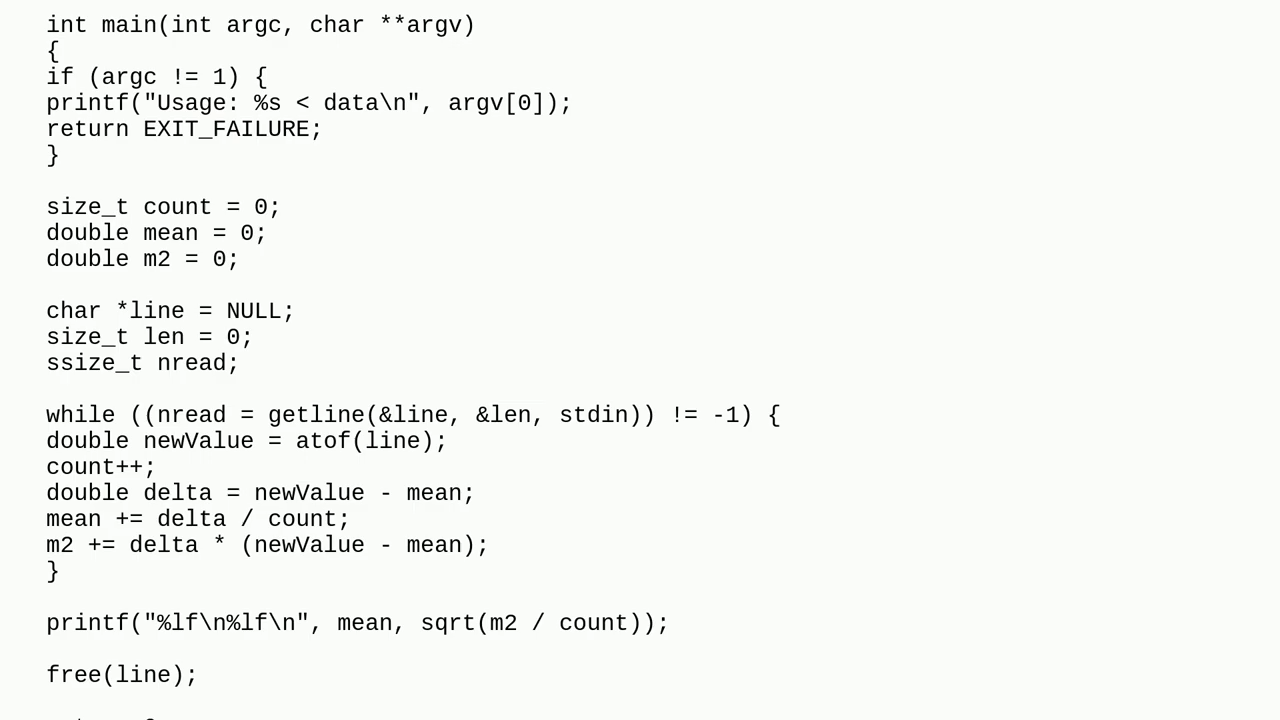 int main(int argc, char **argv)
{
if (argc != 1) {
printf("Usage: %s < data\n", argv[0]);
return EXIT_FAILURE;
}
size_t count = 0;
double mean = 0;
double m2 = 0;
char *line = NULL;
size_t len = 0;
ssize_t nread;
while ((nread = getline(&line, &len, stdin)) != -1) {
double newValue = atof(line);
count++;
double delta = newValue - mean;
mean += delta / count;
m2 += delta * (newValue - mean);
}
printf("%lf\n%lf\n", mean, sqrt(m2 / count));
free(line);